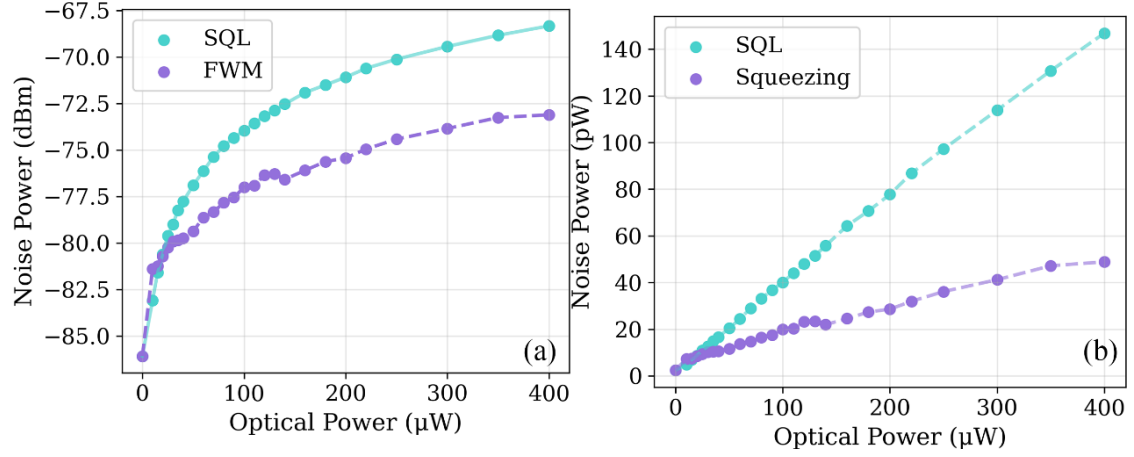 −67.5
−70.0
−72.5
−75.0
−77.5
−80.0
−82.5
−85.0
Noise Power (dBm)
SQL
FWM
(a)
0 100 200 300 400
Optical Power (μW)
140
120
100
80
60
40
20
0
Noise Power (pW)
SQL
Squeezing
(b)
0 100 200 300 400
Optical Power (μW)